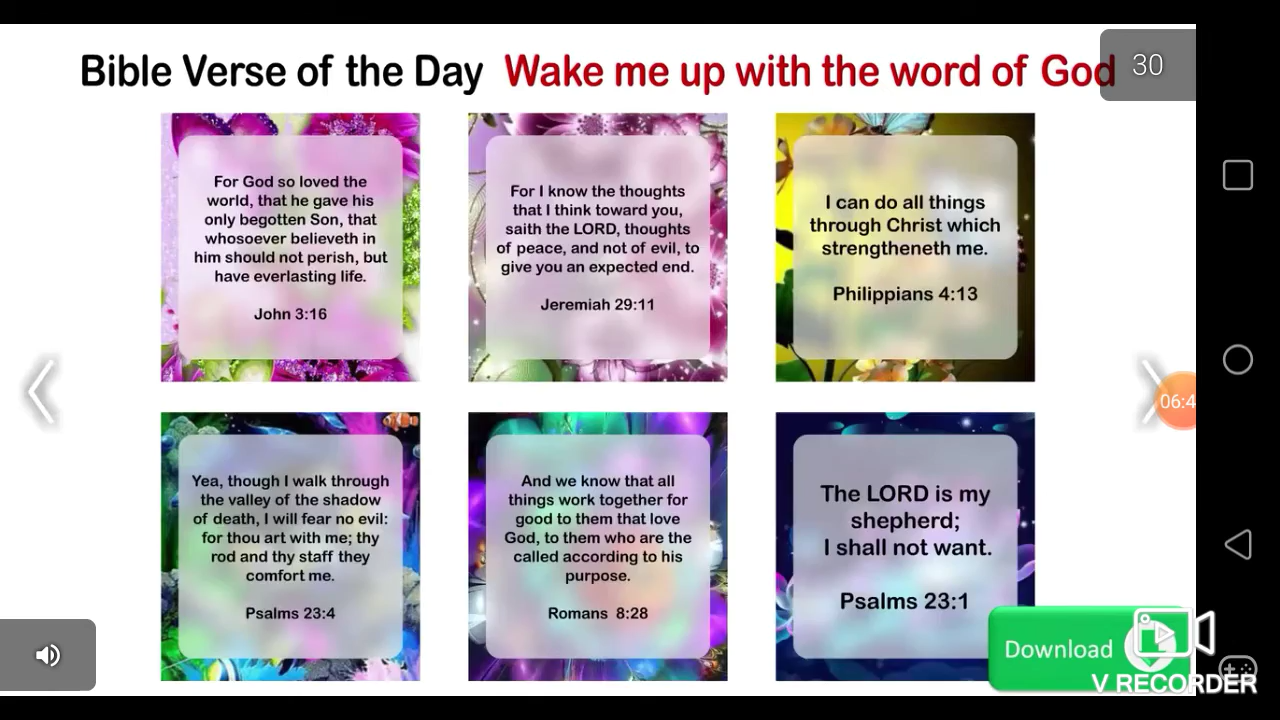 Bible Verse of the Day Wake me up with the word of God
30
For God so loved the
world, that he gave his
only begotten Son, that
whosoever believeth in
him should not perish, but
have everlasting life.
John 3:16
For I know the thoughts
that I think toward you,
saith the LORD, thoughts
of peace, and not of evil, to
give you an expected end.
Jeremiah 29:11
I can do all things
through Christ which
strengtheneth me.
Philippians 4:13
06:4
Yea, though I walk through
the valley of the shadow
of death, I will fear no evil:
for thou art with me; thy
rod and thy staff they
comfort me.
Psalms 23:4
And we know that all
things work together for
good to them that love
God, to them who are the
called according to his
purpose.
Romans 8:28
The LORD is my
shepherd;
I shall not want.
Psalms 23:1
Download
V RECORDER